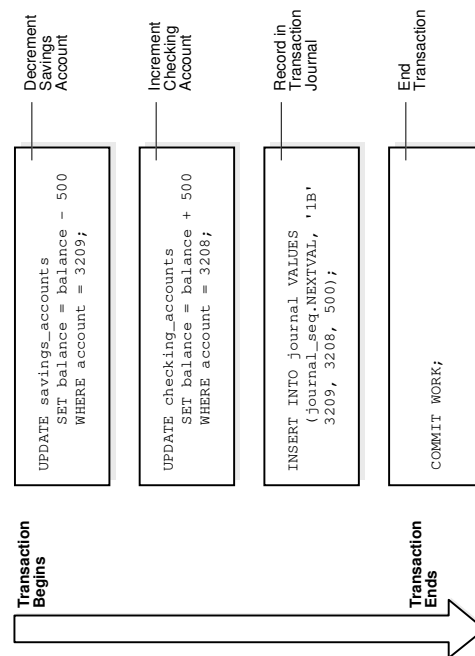 Transaction
Begins
UPDATE savings_accounts
SET balance = balance - 500
WHERE account = 3209;
Decrement
Savings
Account
UPDATE checking_accounts
SET balance = balance + 500
WHERE account = 3208;
Increment
Checking
Account
INSERT INTO journal VALUES
(journal_seq.NEXTVAL, '1B'
3209, 3208, 500);
Record in
Transaction
Journal
Transaction
Ends
COMMIT WORK;
End
Transaction